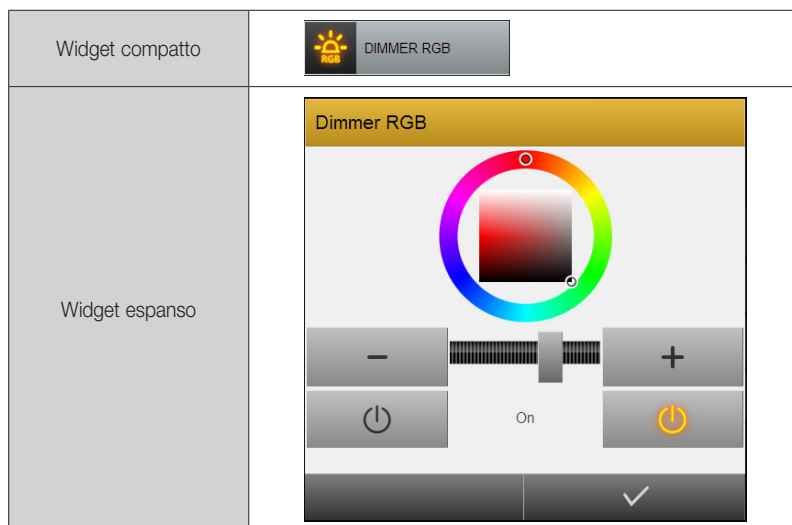 Widget compatto
RGB
DIMMER RGB
Widget espanso
Dimmer RGB
−
+
On